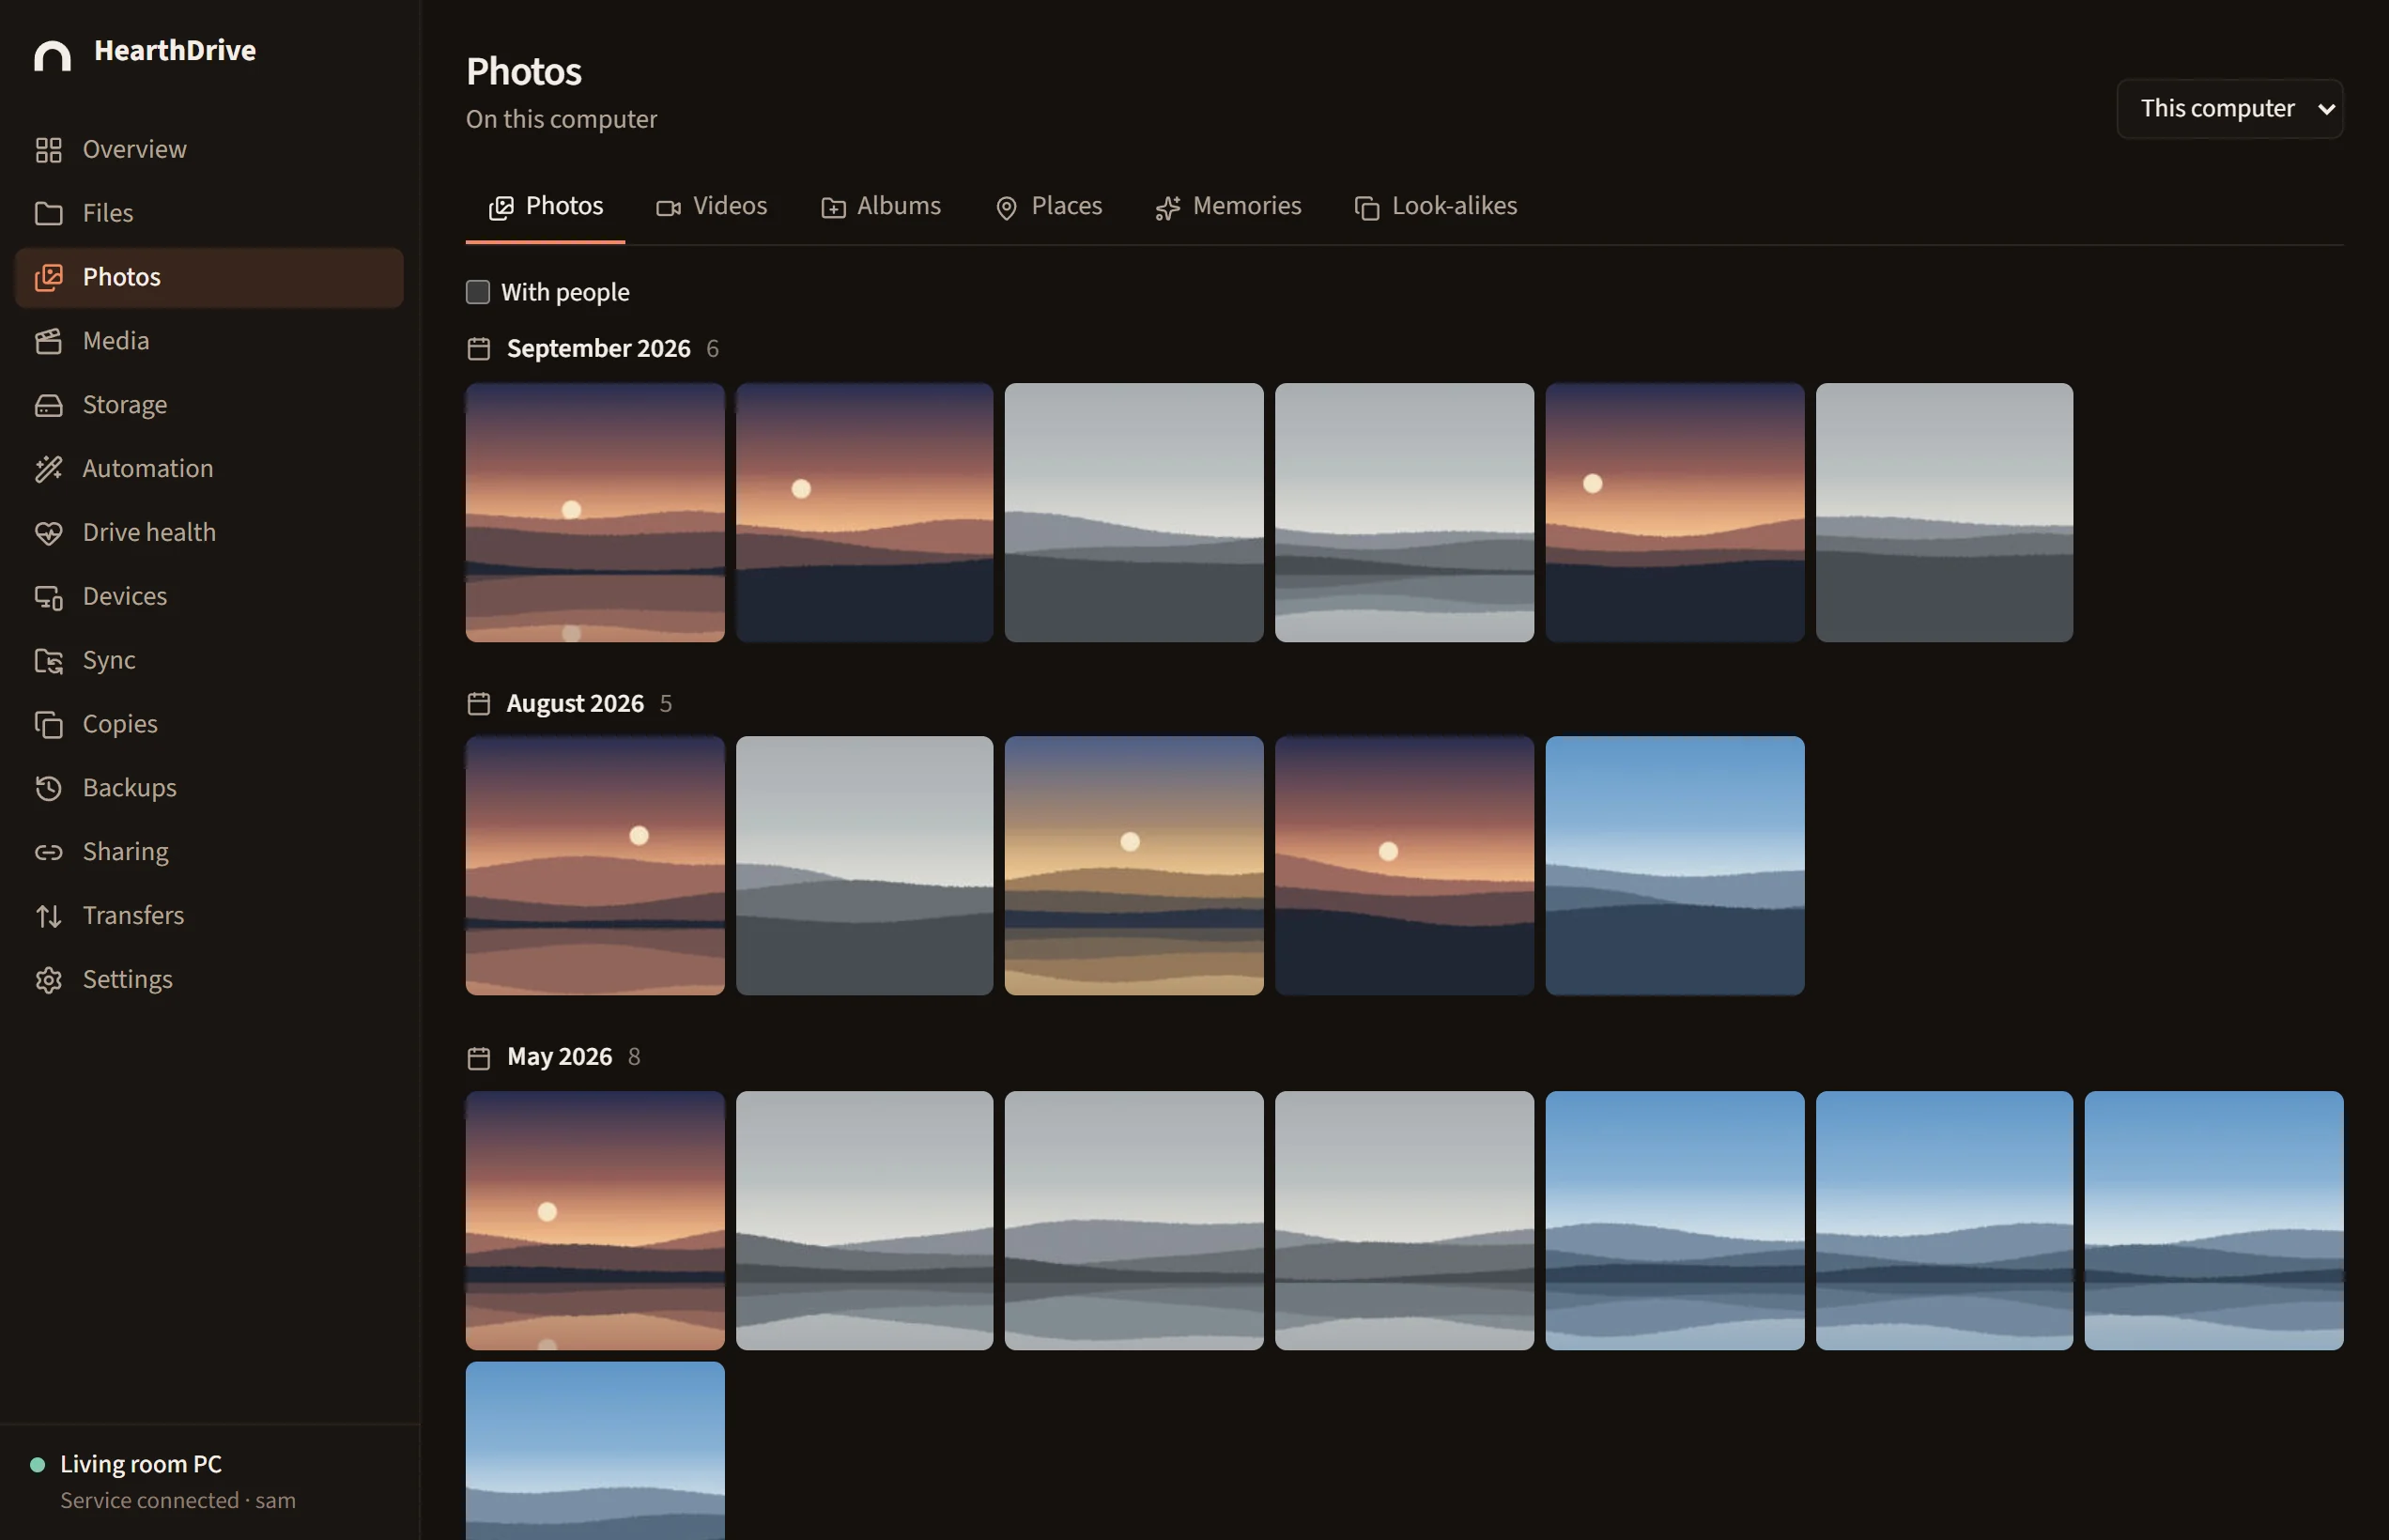 HearthDrive
Overview
Files
Photos
Media
Storage
Automation
Drive health
Devices
Sync
Copies
Backups
Sharing
Transfers
Settings
Living room PC
Service connected · sam
Photos
On this computer
This computer
Photos Videos Albums Places Memories Look-alikes
With people
September 2026 6
August 2026 5
May 2026 8